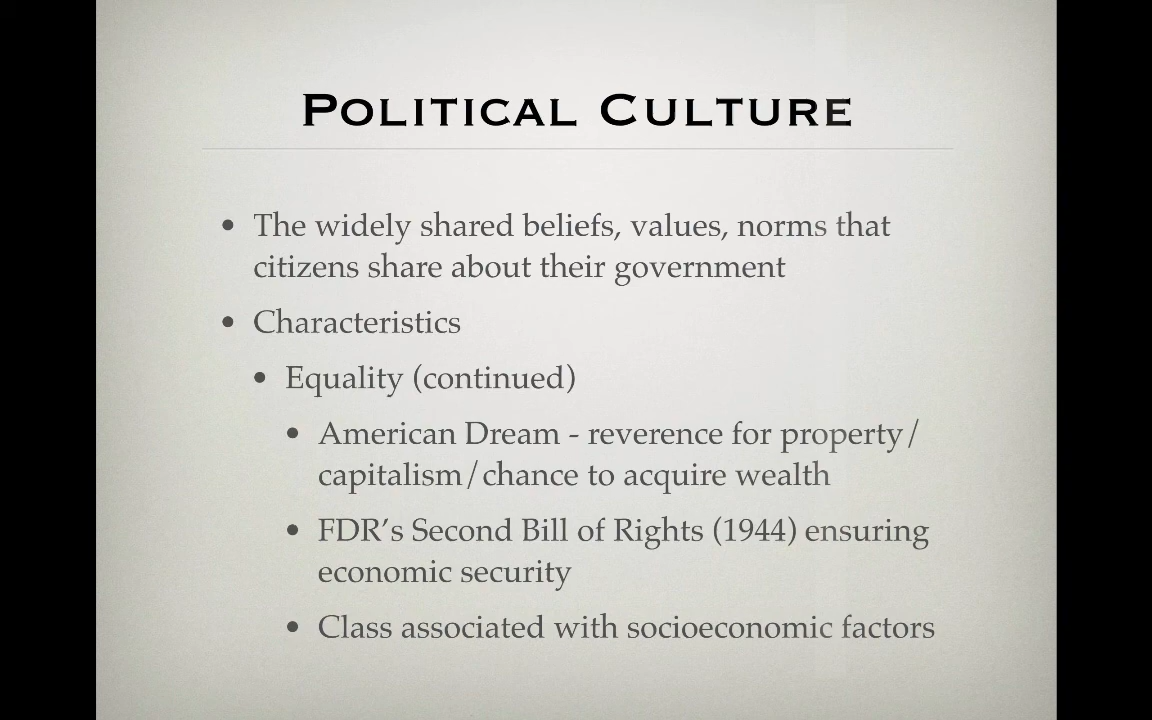 Political Culture
• The widely shared beliefs, values, norms that
citizens share about their government
• Characteristics
• Equality (continued)
• American Dream - reverence for property/
capitalism/chance to acquire wealth
• FDR’s Second Bill of Rights (1944) ensuring
economic security
• Class associated with socioeconomic factors